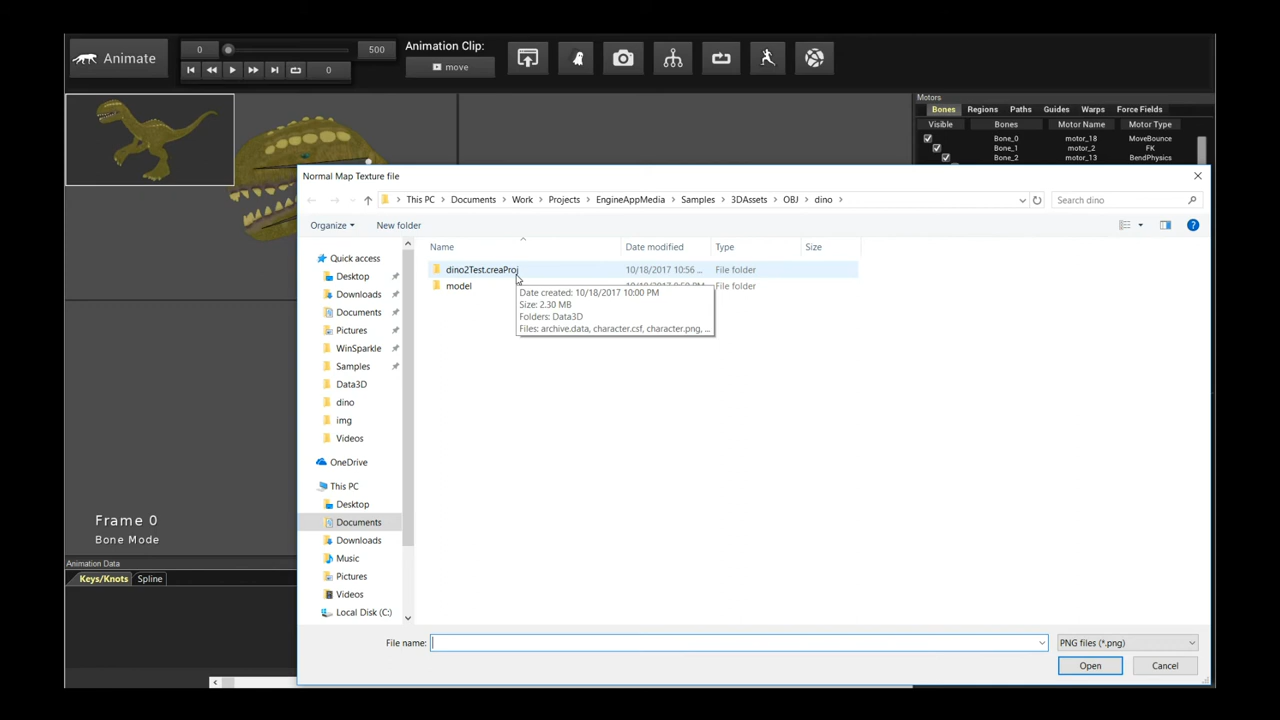 Animate
0
500
0
Animation Clip:
move
Motors
Bones Regions Paths Guides Warps Force Fields
Visible Bones Motor Name Motor Type
Bone_0 motor_18 MoveBounce
Bone_1 motor_2 FK
Bone_2 motor_13 BendPhysics
Normal Map Texture file
This PC > Documents > Work > Projects > EngineAppMedia > Samples > 3DAssets > OBJ > dino >
Search dino
Organize
New folder
Name Date modified Type Size
dino2Test.creaProj 10/18/2017 10:56 ... File folder
model File folder
Date created: 10/18/2017 10:00 PM
Size: 2.30 MB
Folders: Data3D
Files: archive.data, character.csf, character.png, ...
Quick access
Desktop
Downloads
Documents
Pictures
WinSparkle
Samples
Data3D
dino
img
Videos
OneDrive
This PC
Desktop
Documents
Downloads
Music
Pictures
Videos
Local Disk (C:)
Frame 0
Bone Mode
Animation Data
Keys/Knots Spline
File name:
PNG files (*.png)
Open
Cancel